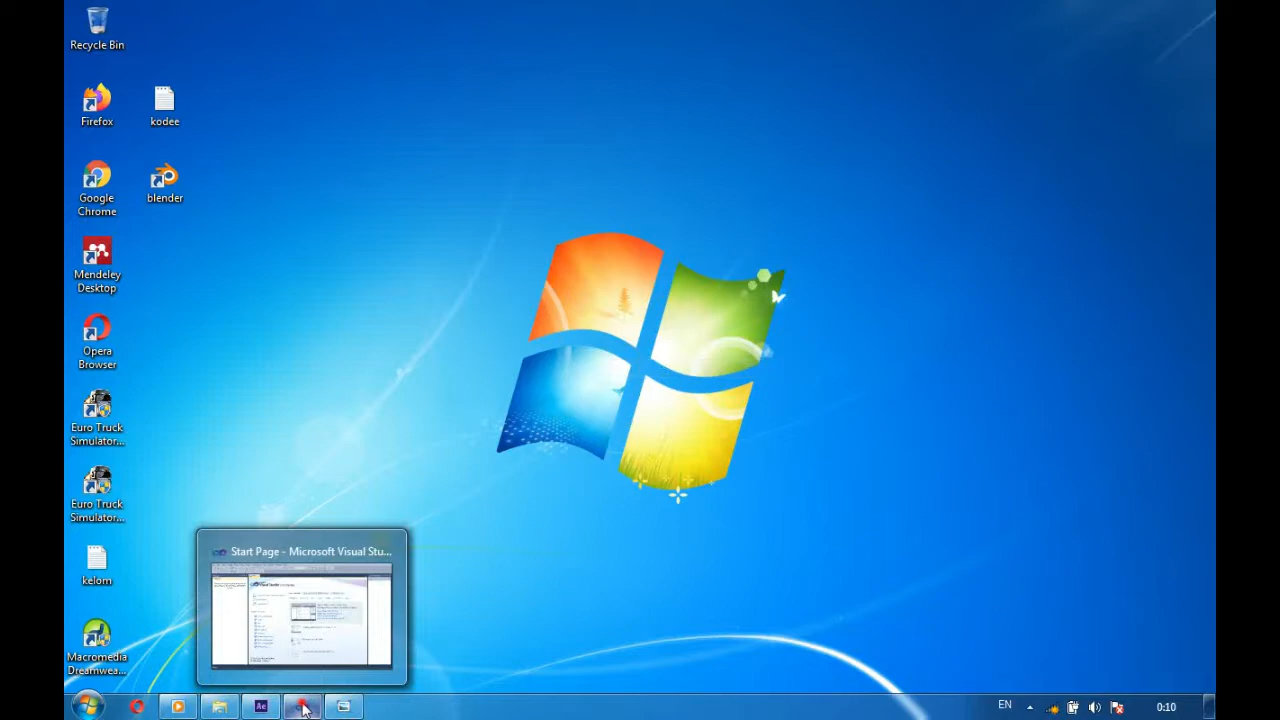 Recycle Bin
Firefox
kodee
Google
Chrome
blender
Mendeley
Desktop
Opera
Browser
Euro Truck
Simulator...
Euro Truck
Simulator...
kelom
Macromedia
Dreamwea...
Start Page - Microsoft Visual Stu...
Ae
EN
0:10